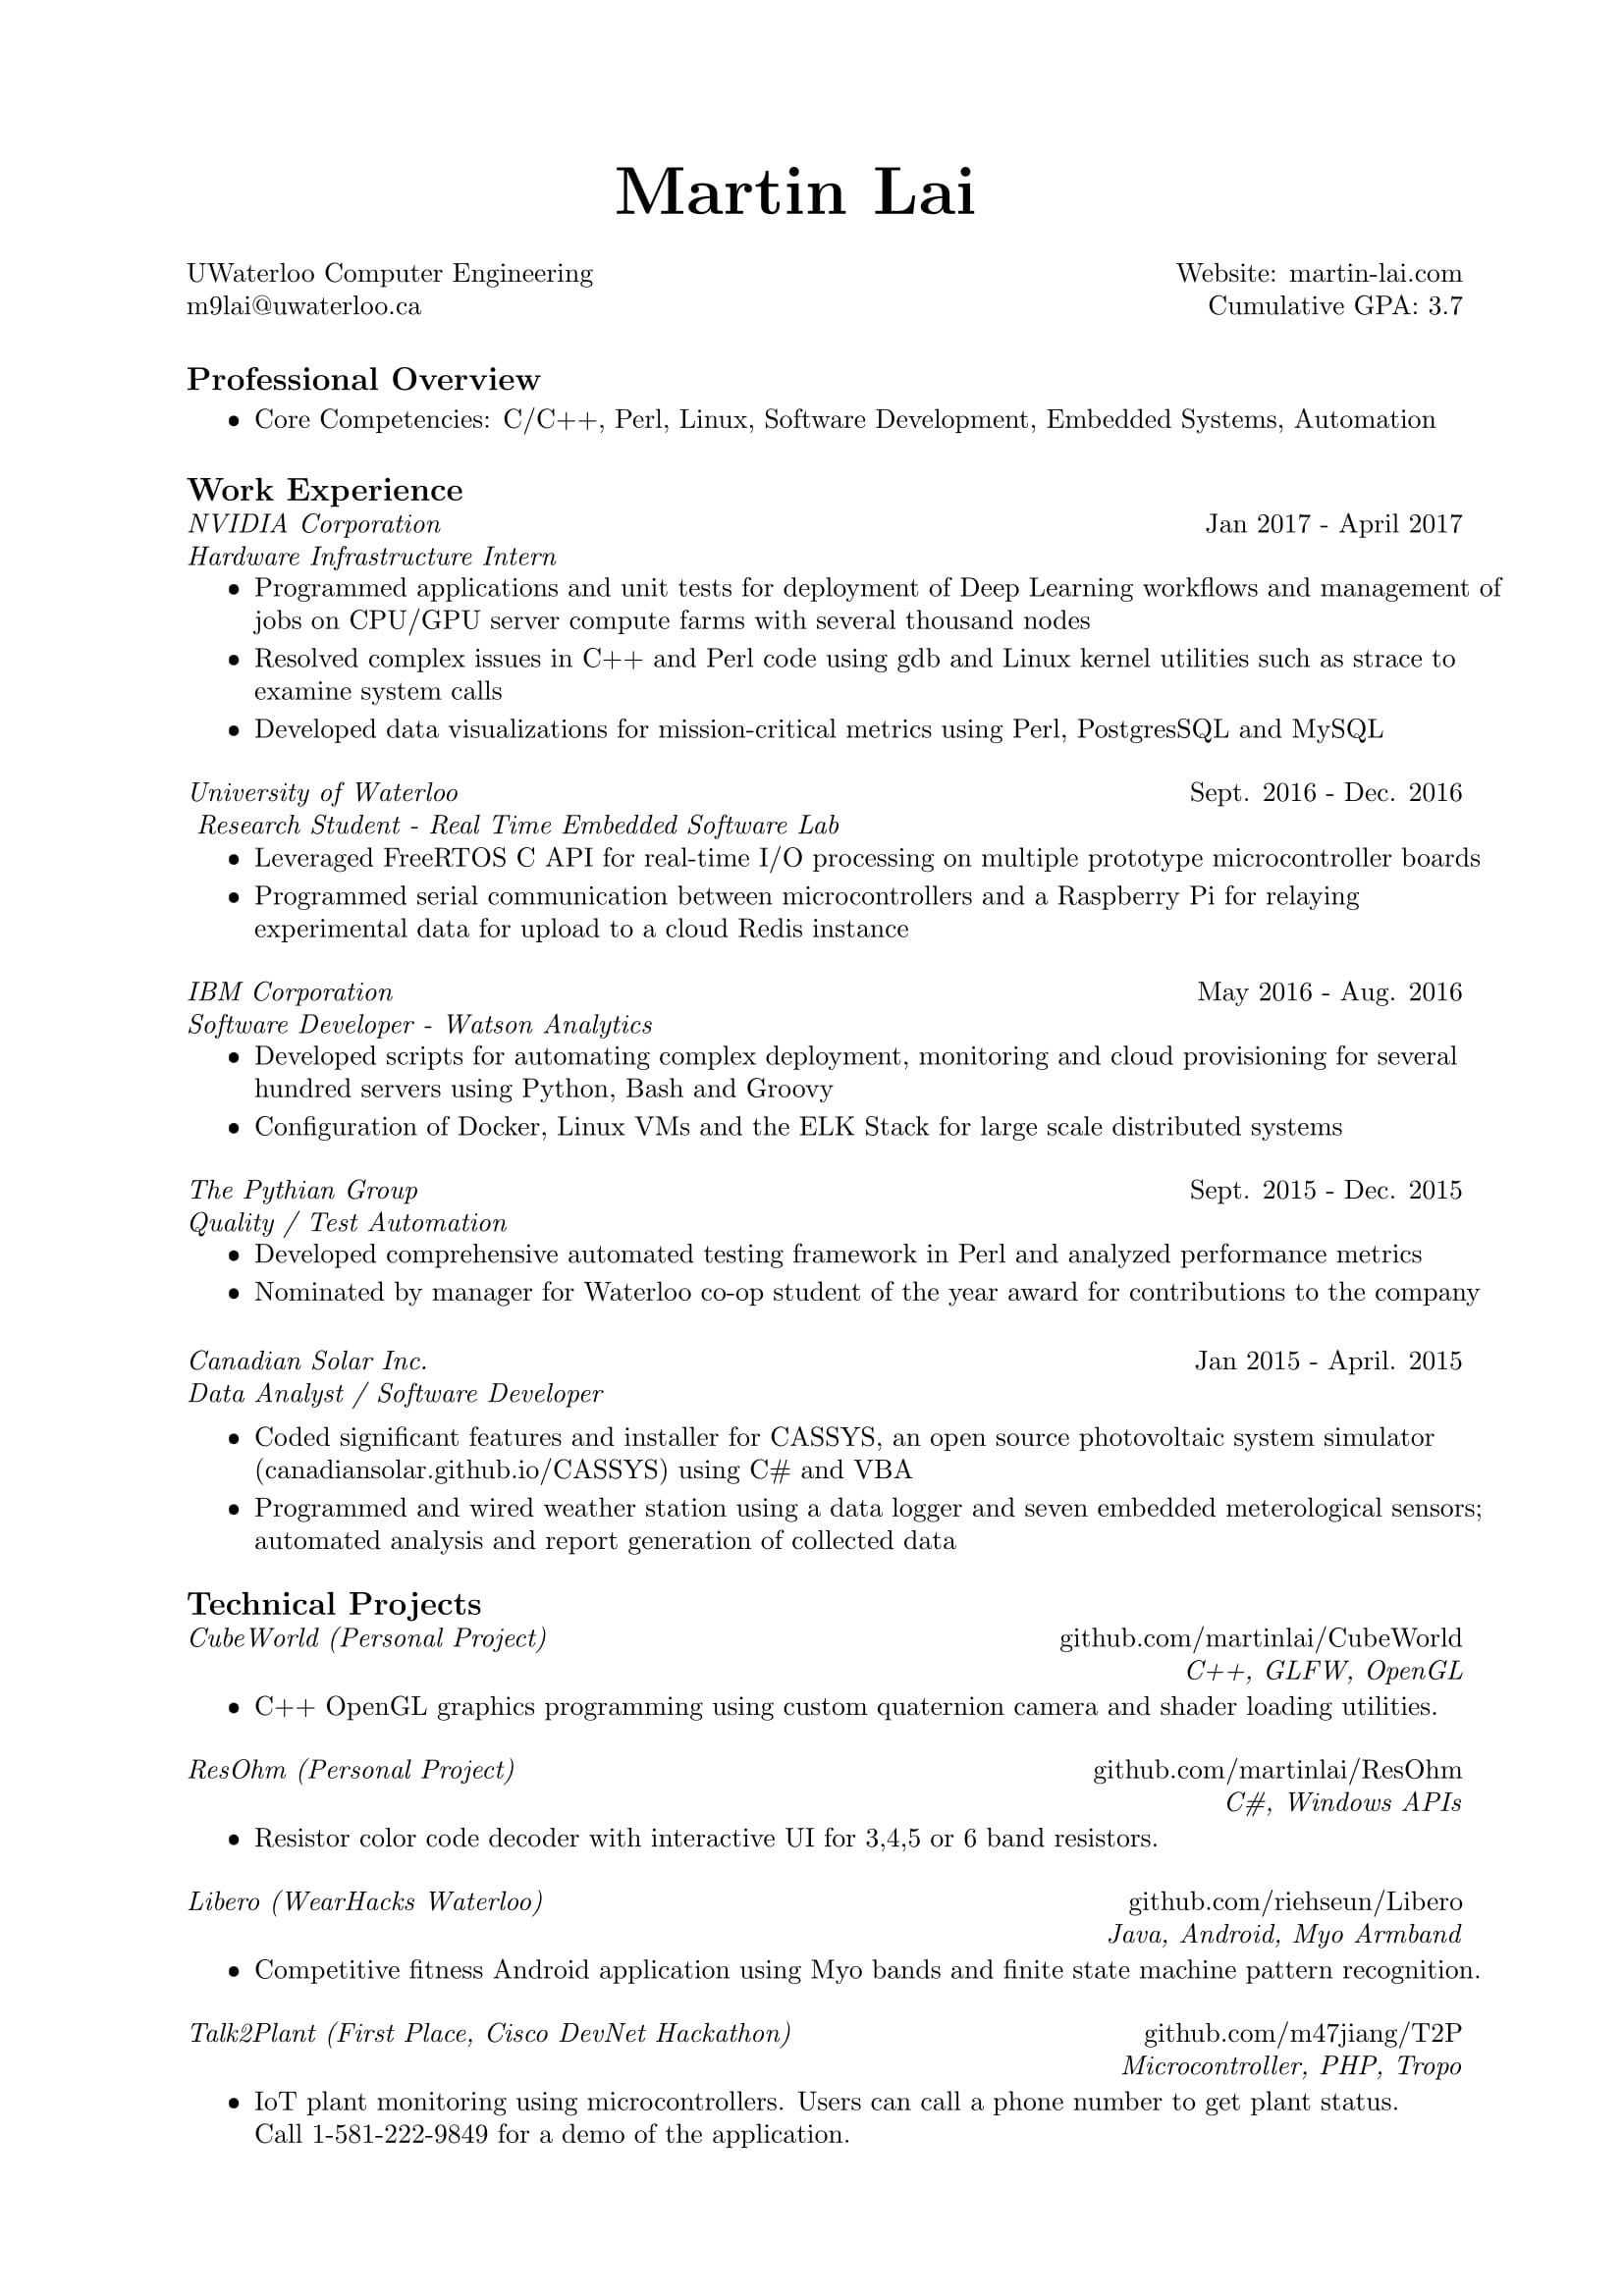 Martin Lai
UWaterloo Computer Engineering Website: martin-lai.com
m9lai@uwaterloo.ca Cumulative GPA: 3.7
Professional Overview
• Core Competencies: C/C++, Perl, Linux, Software Development, Embedded Systems, Automation
Work Experience
NVIDIA Corporation Jan 2017 - April 2017
Hardware Infrastructure Intern
• Programmed applications and unit tests for deployment of Deep Learning workflows and management of
jobs on CPU/GPU server compute farms with several thousand nodes
• Resolved complex issues in C++ and Perl code using gdb and Linux kernel utilities such as strace to
examine system calls
• Developed data visualizations for mission-critical metrics using Perl, PostgresSQL and MySQL
University of Waterloo Sept. 2016 - Dec. 2016
Research Student - Real Time Embedded Software Lab
• Leveraged FreeRTOS C API for real-time I/O processing on multiple prototype microcontroller boards
• Programmed serial communication between microcontrollers and a Raspberry Pi for relaying
experimental data for upload to a cloud Redis instance
IBM Corporation May 2016 - Aug. 2016
Software Developer - Watson Analytics
• Developed scripts for automating complex deployment, monitoring and cloud provisioning for several
hundred servers using Python, Bash and Groovy
• Configuration of Docker, Linux VMs and the ELK Stack for large scale distributed systems
The Pythian Group Sept. 2015 - Dec. 2015
Quality / Test Automation
• Developed comprehensive automated testing framework in Perl and analyzed performance metrics
• Nominated by manager for Waterloo co-op student of the year award for contributions to the company
Canadian Solar Inc. Jan 2015 - April. 2015
Data Analyst / Software Developer
• Coded significant features and installer for CASSYS, an open source photovoltaic system simulator
(canadiansolar.github.io/CASSYS) using C# and VBA
• Programmed and wired weather station using a data logger and seven embedded meterological sensors;
automated analysis and report generation of collected data
Technical Projects
CubeWorld (Personal Project) github.com/martinlai/CubeWorld
C++, GLFW, OpenGL
• C++ OpenGL graphics programming using custom quaternion camera and shader loading utilities.
ResOhm (Personal Project) github.com/martinlai/ResOhm
C#, Windows APIs
• Resistor color code decoder with interactive UI for 3,4,5 or 6 band resistors.
Libero (WearHacks Waterloo) github.com/riehseun/Libero
Java, Android, Myo Armband
• Competitive fitness Android application using Myo bands and finite state machine pattern recognition.
Talk2Plant (First Place, Cisco DevNet Hackathon) github.com/m47jiang/T2P
Microcontroller, PHP, Tropo
• IoT plant monitoring using microcontrollers. Users can call a phone number to get plant status.
Call 1-581-222-9849 for a demo of the application.